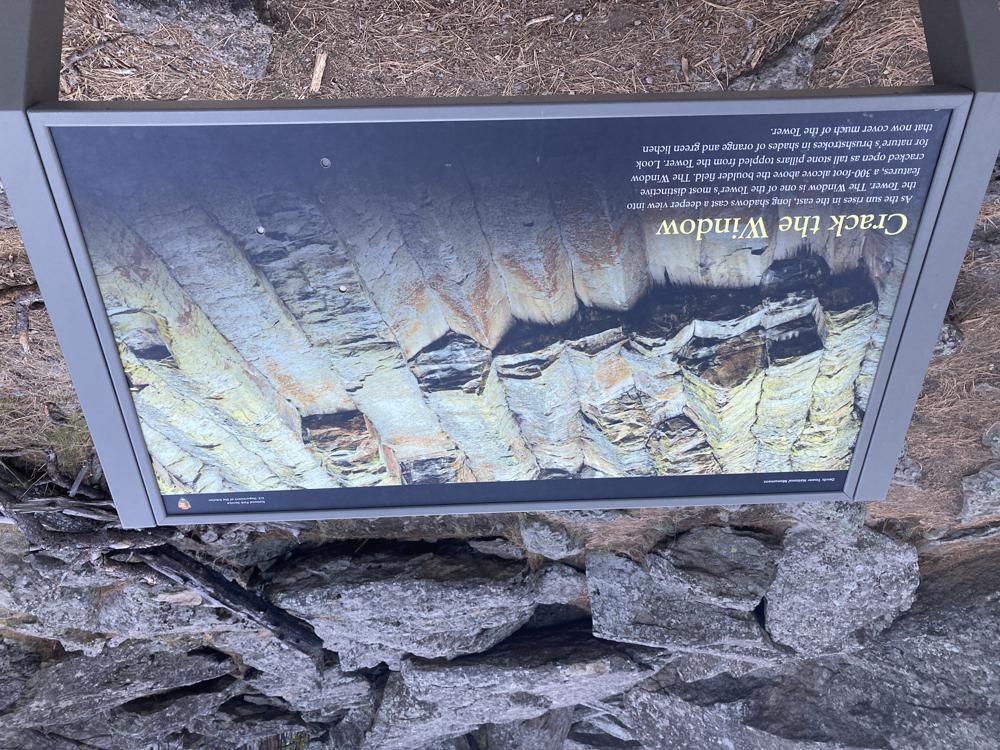 Devils Tower National Monument
National Park Service
U.S. Department of the Interior
Crack the Window
As the sun rises in the east, long shadows cast a deeper view into
the Tower. The Window is one of the Tower's most distinctive
features, a 300-foot alcove above the boulder field. The Window
cracked open as tall stone pillars toppled from the Tower. Look
for nature's brushstrokes in shades of orange and green lichen
that now cover much of the Tower.